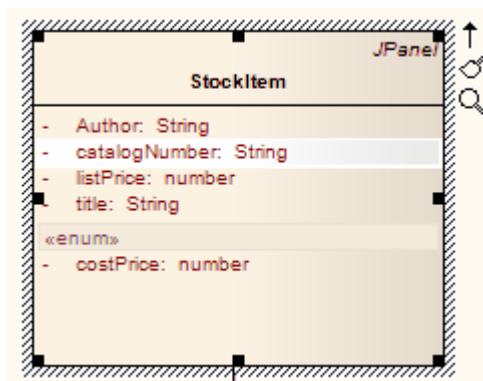 JPanel
StockItem
- Author: String
- catalogNumber: String
- listPrice: number
- title: String
«enum»
- costPrice: number